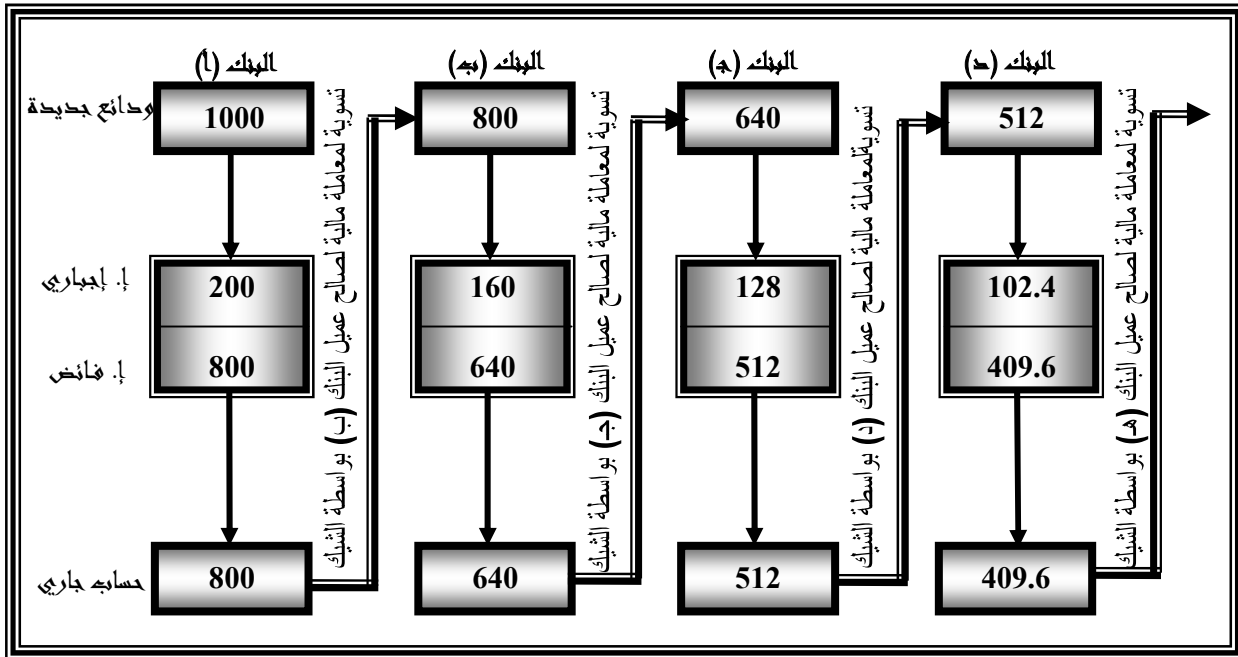 البنك (أ)
البنك (ب)
البنك (ج)
البنك (د)
ودائع جديدة
1000
800
640
512
إ. إجباري
200
160
128
102.4
إ. فائض
800
640
512
409.6
حساب جاري
800
640
512
409.6
تسوية لمعاملة مالية لصالح عميل البنك (ب) بواسطة الشيك
تسوية لمعاملة مالية لصالح عميل البنك (جـ) بواسطة الشيك
تسوية لمعاملة مالية لصالح عميل البنك (د) بواسطة الشيك
تسوية لمعاملة مالية لصالح عميل البنك (هـ) بواسطة الشيك